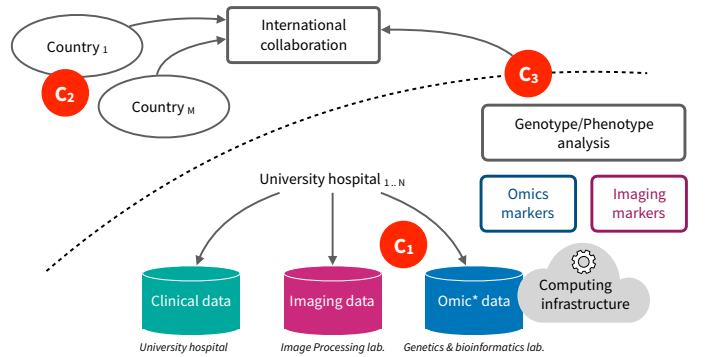 International
collaboration
Country 1
C2
Country M
C3
Genotype/Phenotype
analysis
University hospital 1 .. N
Omics
markers
Imaging
markers
C1
Clinical data
Imaging data
Omic* data
Computing
infrastructure
University hospital
Image Processing lab.
Genetics & bioinformatics lab.